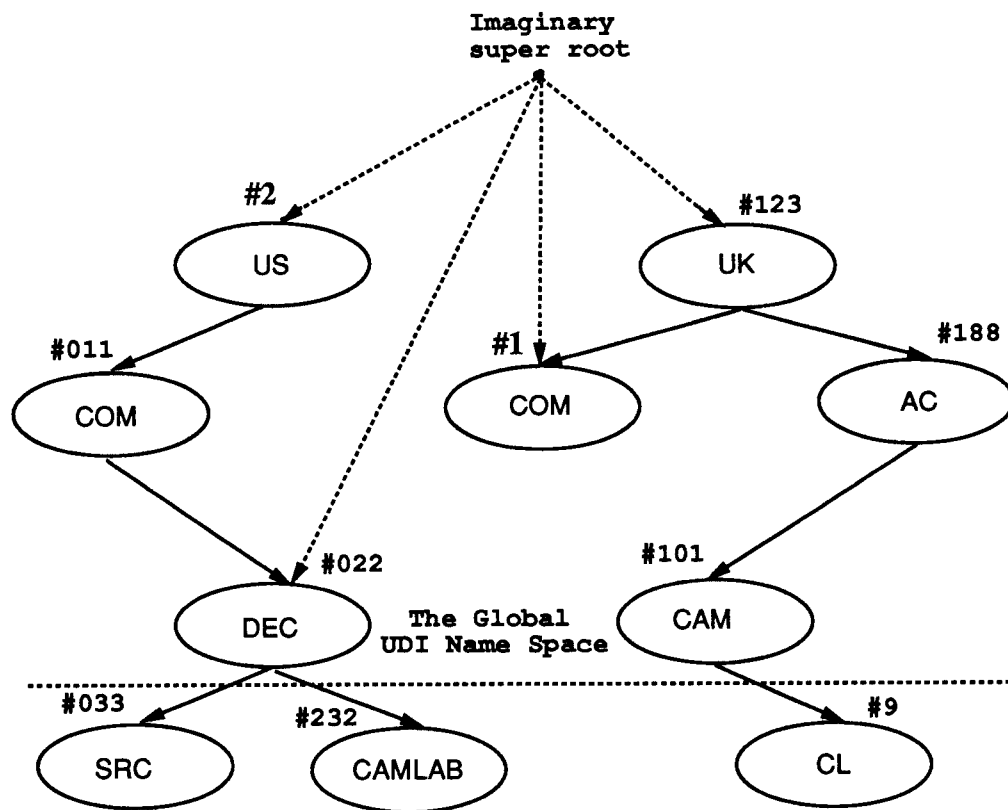 Imaginary
super root
#2
#123
US
UK
#011
#1
#188
COM
COM
AC
#022
#101
DEC
The Global
UDI Name Space
CAM
#033
#232
#9
SRC
CAMLAB
CL